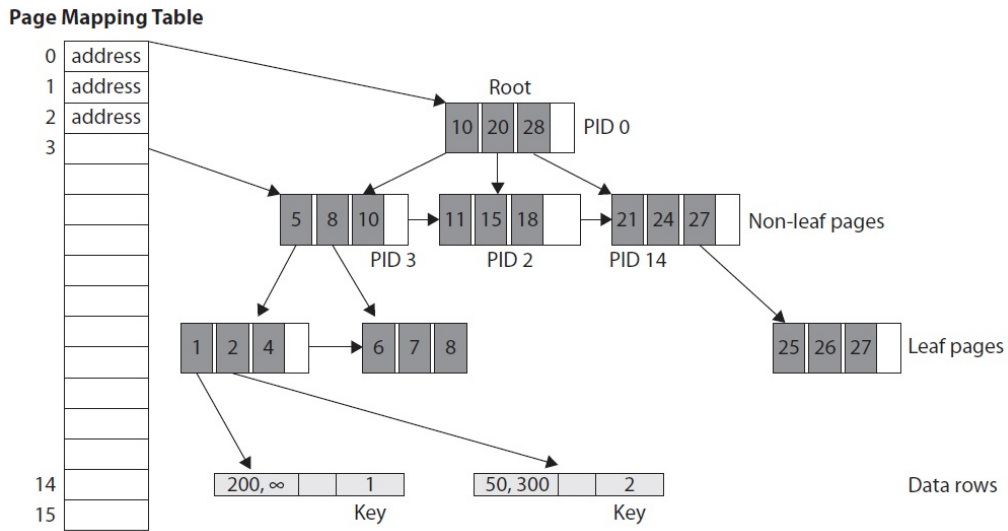 Page Mapping Table
0 address
1 address
2 address
3
14
15
Root
10 20 28 PID 0
5 8 10 11 15 18 21 24 27 Non-leaf pages
PID 3 PID 2 PID 14
1 2 4 6 7 8 25 26 27 Leaf pages
200, ∞ 1 50, 300 2 Data rows
Key Key